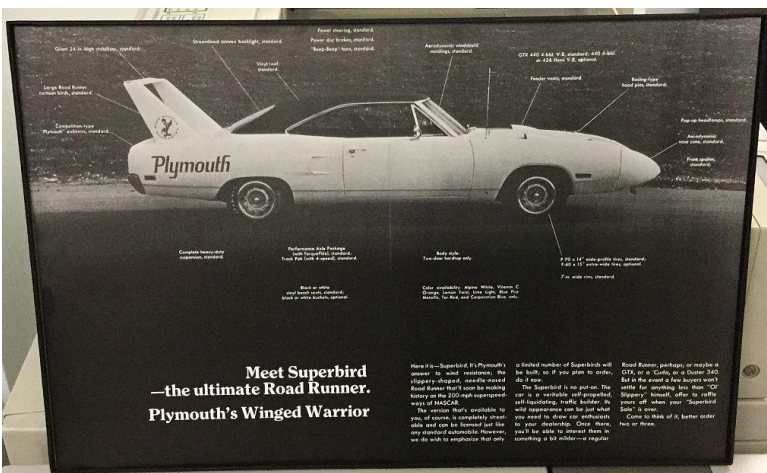 Power steering, standard.
Power disc brakes, standard.
"Beep-Beep" horn, standard.
Giant 24-in. high stabilizer, standard.
Streamlined convex backlight, standard.
Vinyl roof,
standard.
Aerodynamic windshield
moldings, standard.
GTX 440 4-bbl. V-8, standard; 440 6-bbl.
or 426 Hemi V-8, optional.
Fender vents, standard.
Racing-type
hood pins, standard.
Large Road Runner
cartoon birds, standard.
Competition-type
"Plymouth" emblems, standard.
Pop-up headlamps, standard.
Aerodynamic
nose cone, standard.
Front spoiler,
standard.
Plymouth
Complete heavy-duty
suspension, standard.
Performance Axle Package
(with TorqueFlite), standard.
Track Pak (with 4-speed), standard.
Body style:
Two-door hardtop only.
F-70 x 14" wide-profile tires, standard;
F-60 x 15" extra-wide tires, optional.
7-in. wide rims, standard.
Black or white
vinyl bench seats, standard;
black or white buckets, optional.
Color availability: Alpine White, Vitamin C
Orange, Lemon Twist, Lime Light, Blue Fire
Metallic, Tor Red, and Corporation Blue, only.
Meet Superbird
—the ultimate Road Runner.
Plymouth's Winged Warrior
Here it is—Superbird. It's Plymouth's
answer to wind resistance; the
slippery-shaped, needle-nosed
Road Runner that'll soon be making
history on the 200-mph superspeed-
ways of NASCAR.
The version that's available to
you, of course, is completely street-
able and can be licensed just like
any standard automobile. However,
we do wish to emphasize that only
a limited number of Superbirds will
be built; so if you plan to order,
do it now.
The Superbird is no put-on. The
car is a veritable self-propelled,
self-liquidating, traffic builder. Its
wild appearance can be just what
you need to draw car enthusiasts
to your dealership. Once there,
you'll be able to interest them in
something a bit milder—a regular
Road Runner, perhaps; or maybe a
GTX, or a 'Cuda, or a Duster 340.
But in the event a few buyers won't
settle for anything less than "Ol'
Slippery" himself, offer to raffle
yours off when your "Superbird
Sale" is over.
Come to think of it, better order
two or three.